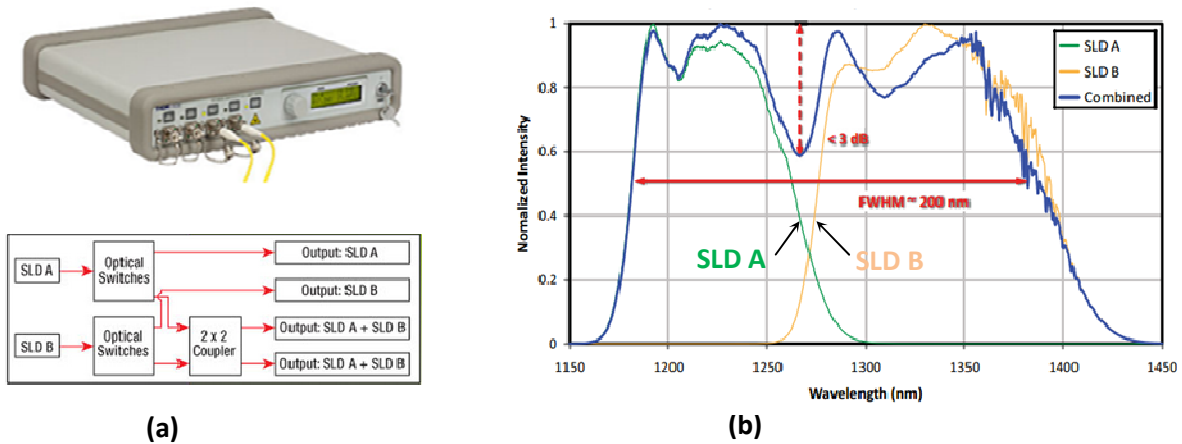 SLD A
Optical
Switches
Output: SLD A
Output: SLD B
SLD B
Optical
Switches
2 x 2
Coupler
Output: SLD A + SLD B
Output: SLD A + SLD B
(a)
Normalized Intensity
1
0.8
0.6
0.4
0.2
0
SLD A
SLD B
Combined
< 3 dB
FWHM ~ 200 nm
SLD A
SLD B
1150
1200
1250
1300
1350
1400
1450
Wavelength (nm)
(b)